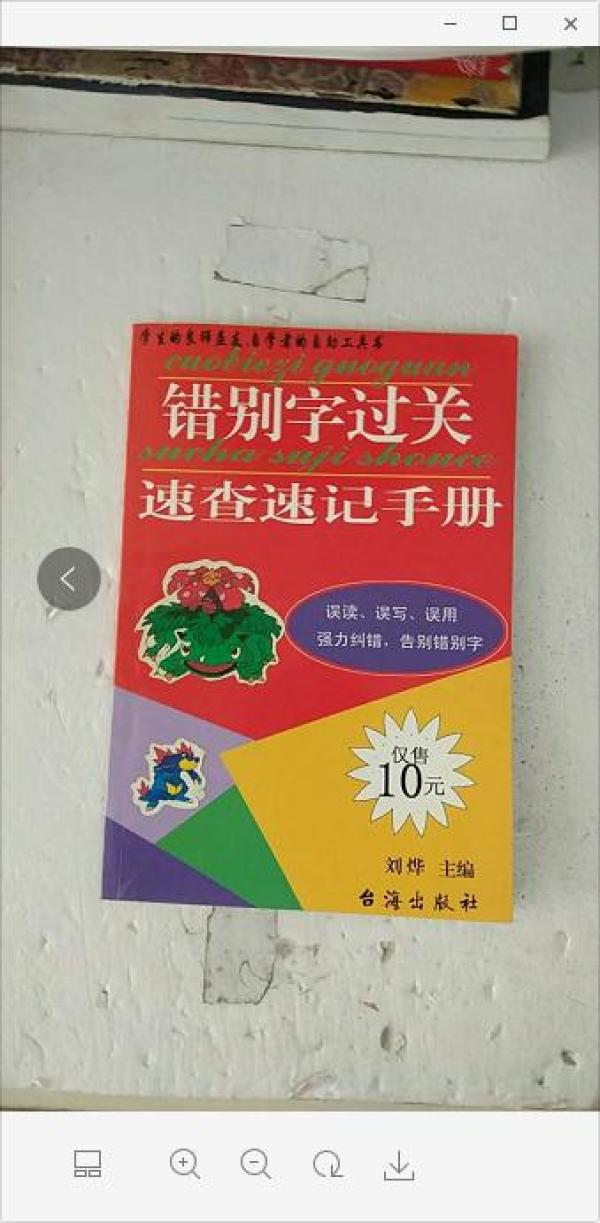 学生的良师益友、自学者的自助工具书
cuobiezi guoguan
错别字过关
sucha suji shouce
速查速记手册
误读、误写、误用
强力纠错，告别错别字
仅售
10元
刘烨 主编
台海出版社